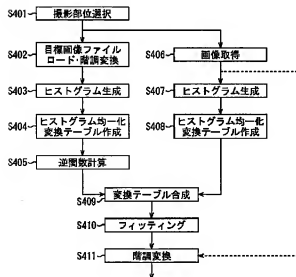 S401 撮影部位選択
S402 目標画像ファイル
ロード・階調変換
S406 画像取得
S403 ヒストグラム生成
S407 ヒストグラム生成
S404 ヒストグラム均一化
変換テーブル作成
S408 ヒストグラム均一化
変換テーブル作成
S405 逆関数計算
変換テーブル合成
S409
S410 フィッティング
S411 階調変換